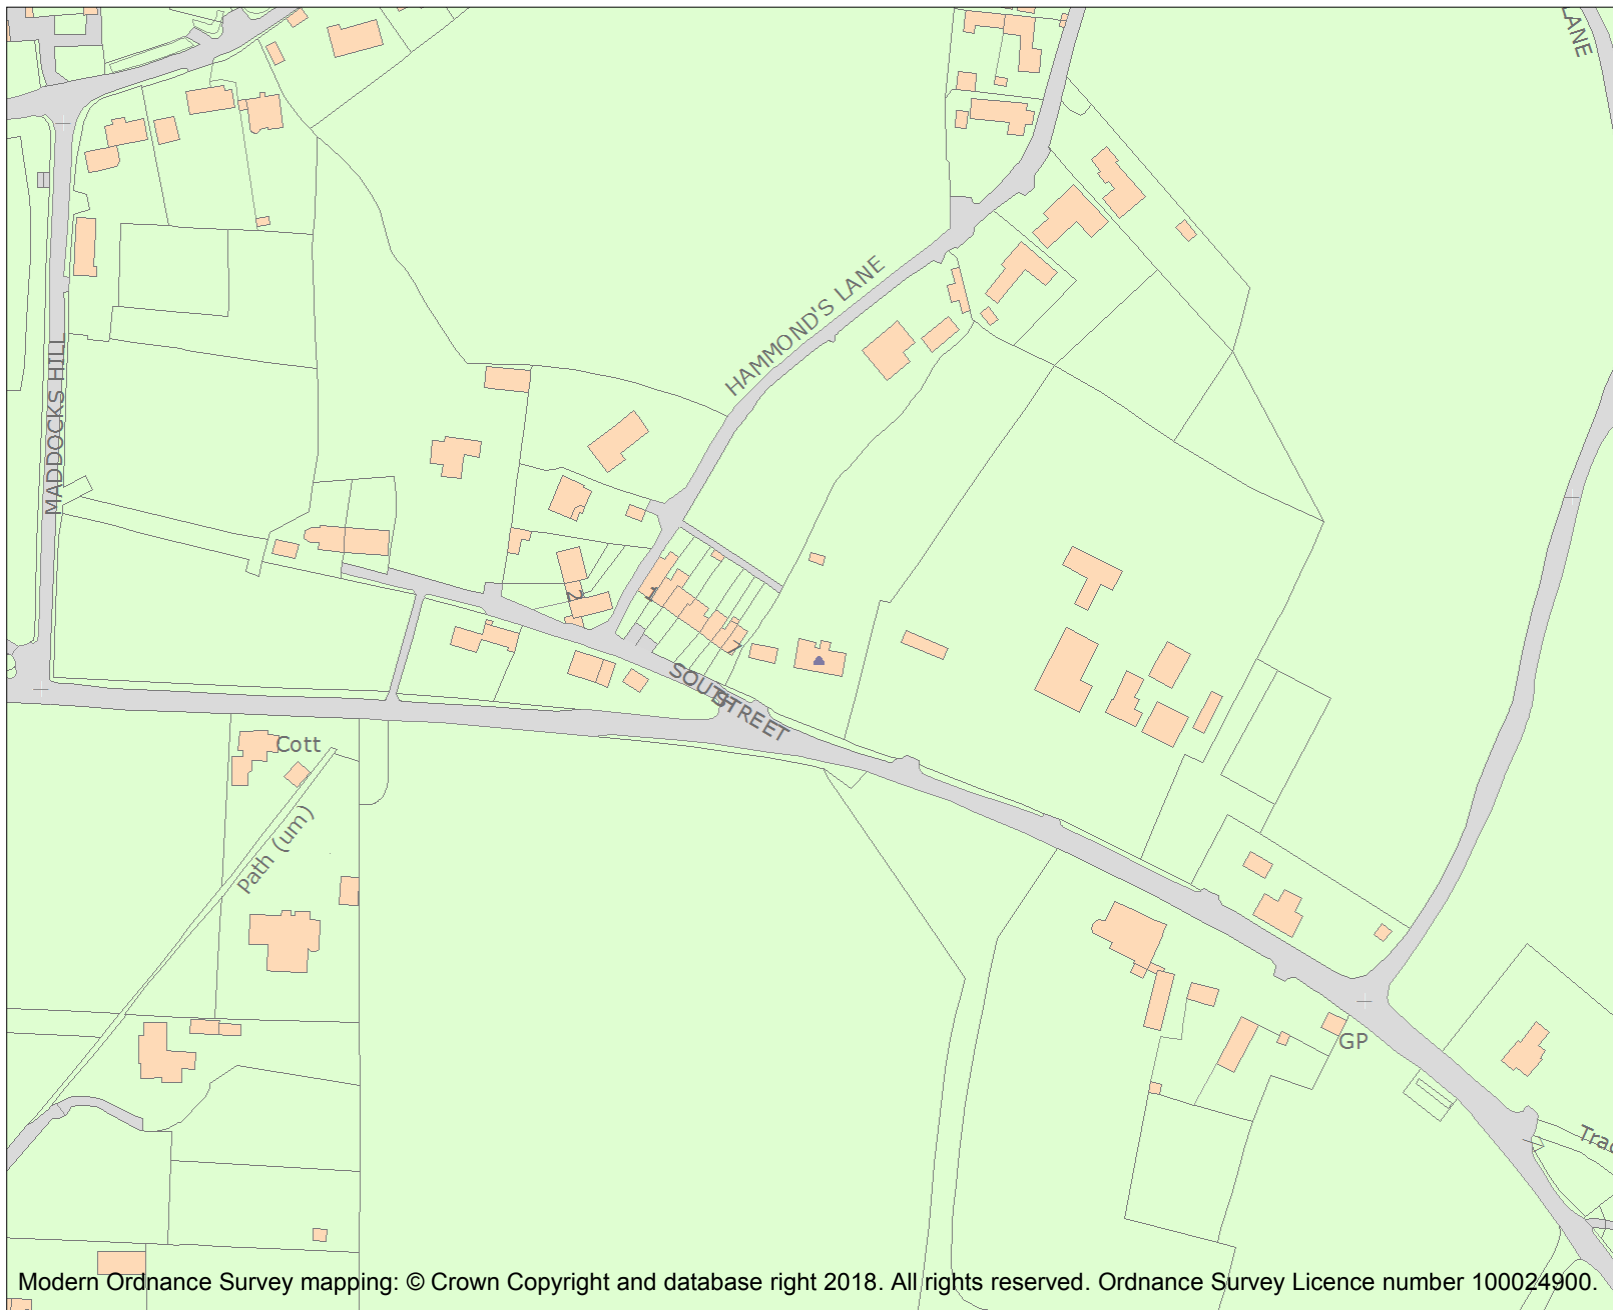 LANE
HAMMOND'S LANE
MADDOCKS HILL
2
1
7
SOUTH
STREET
Cott
Path (um)
GP
Modern Ordnance Survey mapping: © Crown Copyright and database right 2018. All rights reserved. Ordnance Survey Licence number 100024900.